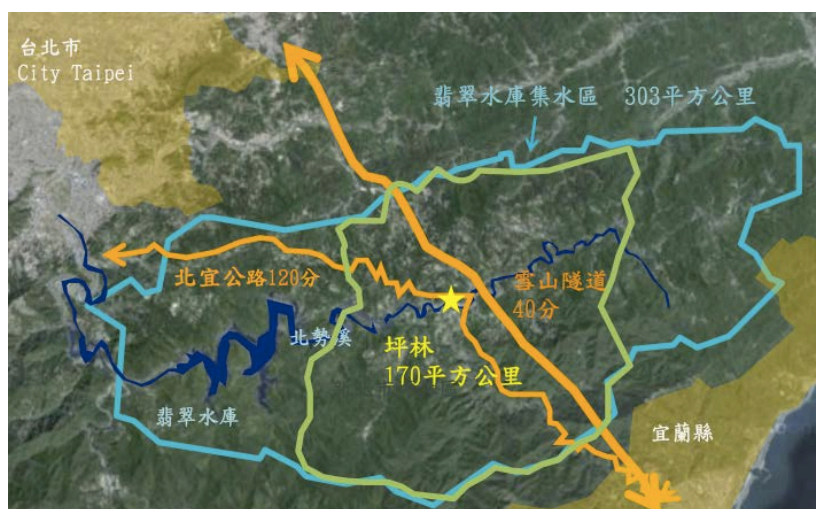 台北市
City Taipei
翡翠水庫集水區 303平方公里
北宜公路120分
雪山隧道
40分
北勢溪
坪林
170平方公里
翡翠水庫
宜蘭縣